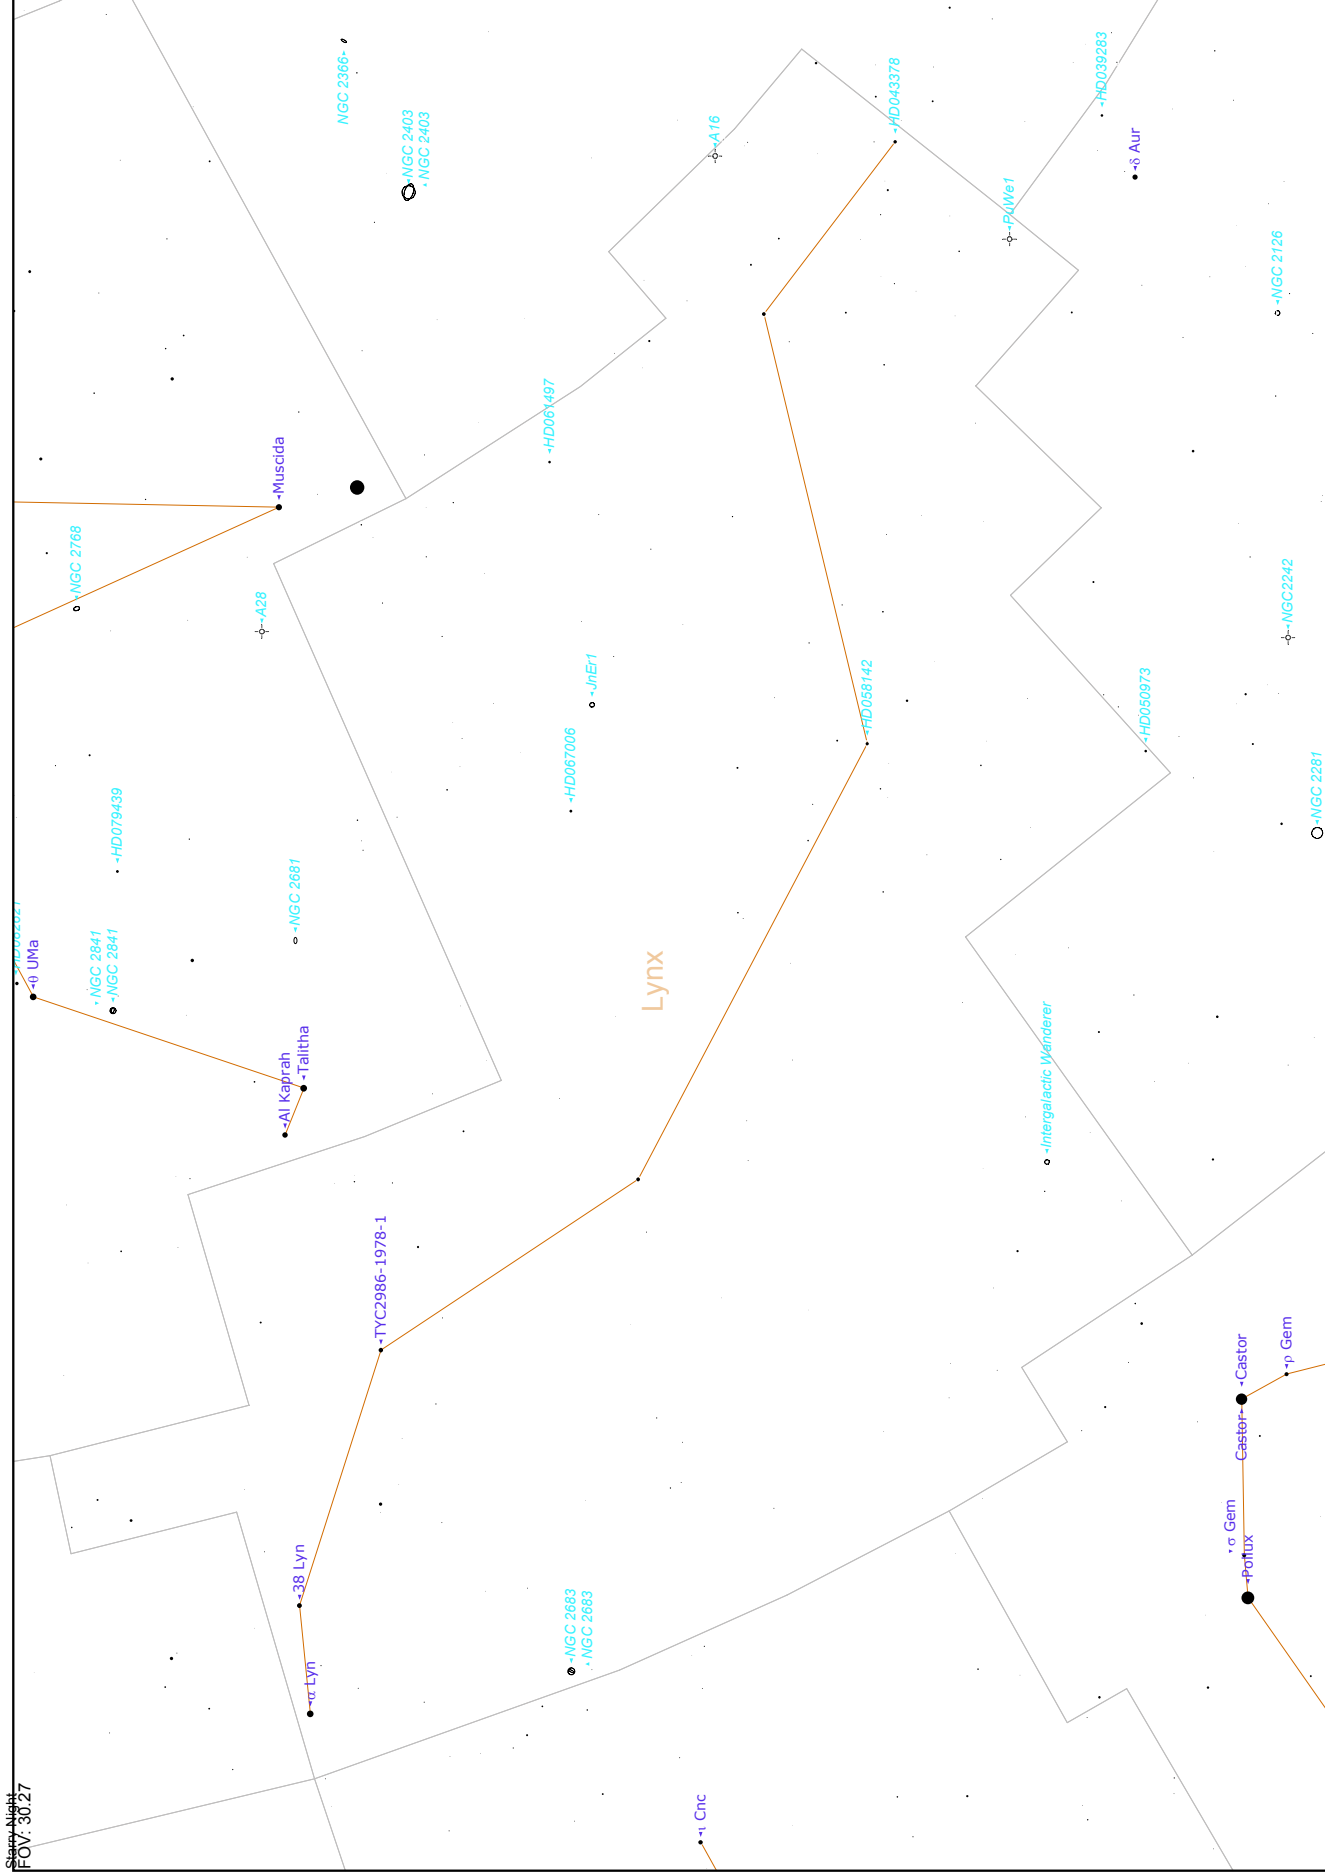 NGC 2366
NGC 2403
NGC 2403
A16
HD043378
HD039283
δ Aur
PuWe1
NGC 2126
HD061497
Muscida
NGC 2768
A28
JnEr1
HD058142
HD050973
NGC2242
NGC 2281
HD067006
HD079439
NGC 2681
θ UMa
NGC 2841
NGC 2841
Al Kaprah
Talitha
Lynx
Intergalactic Wanderer
TYC2986-1978-1
Castor
Castor
ρ Gem
σ Gem
Pollux
38 Lyn
α Lyn
NGC 2683
NGC 2683
ι Cnc
Starry Night
FOV: 30.27